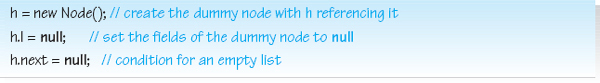 h = new Node(); // create the dummy node with h referencing it
h.l = null; // set the fields of the dummy node to null
h.next = null; // condition for an empty list